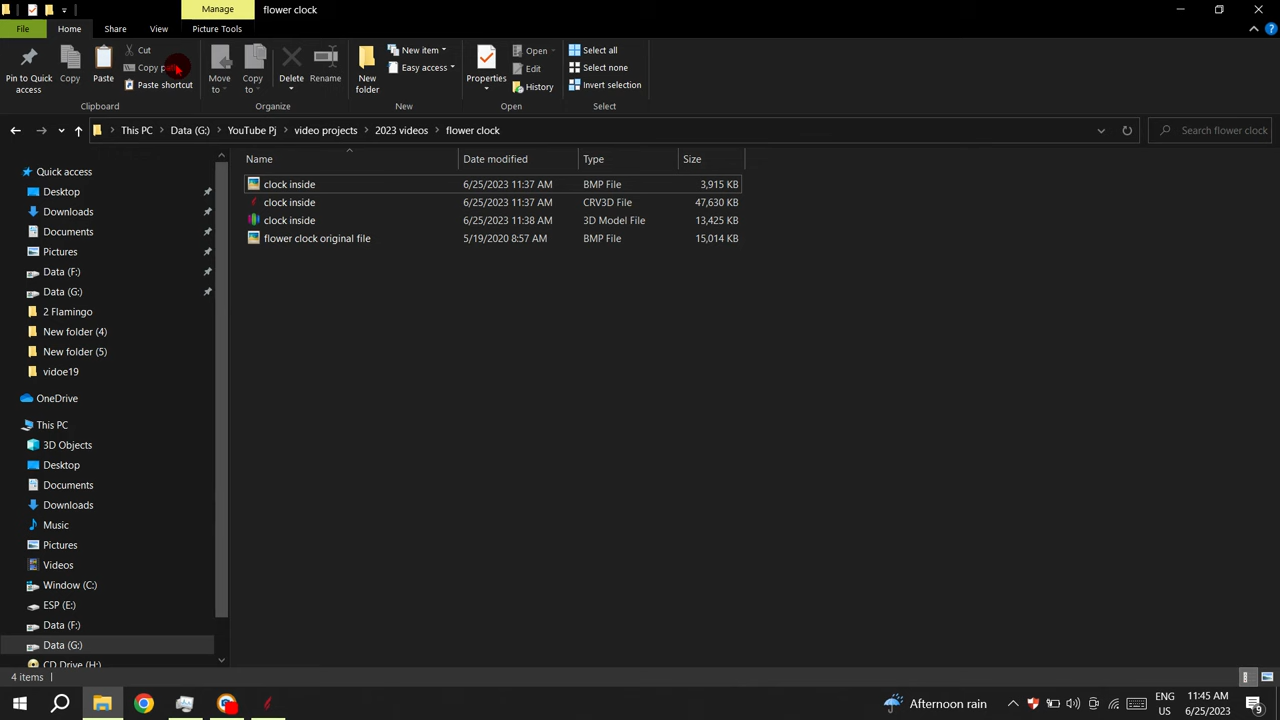 Manage
flower clock
File
Home
Share
View
Picture Tools
Pin to Quick access
Copy
Paste
Cut
Copy
Paste shortcut
Clipboard
Move to
Copy to
Delete
Rename
Organize
New folder
New item
Easy access
New
Properties
Open
Edit
History
Open
Select all
Select none
Invert selection
Select
This PC
Data (G:)
YouTube Pj
video projects
2023 videos
flower clock
Search flower clock
Name
Date modified
Type
Size
clock inside 6/25/2023 11:37 AM BMP File 3,915 KB
clock inside 6/25/2023 11:37 AM CRV3D File 47,630 KB
clock inside 6/25/2023 11:38 AM 3D Model File 13,425 KB
flower clock original file 5/19/2020 8:57 AM BMP File 15,014 KB
Quick access
Desktop
Downloads
Documents
Pictures
Data (F:)
Data (G:)
2 Flamingo
New folder (4)
New folder (5)
vidoe19
OneDrive
This PC
3D Objects
Desktop
Documents
Downloads
Music
Pictures
Videos
Window (C:)
ESP (E:)
Data (F:)
Data (G:)
CD Drive (H:)
4 items
Afternoon rain
ENG
US
11:45 AM
6/25/2023
9